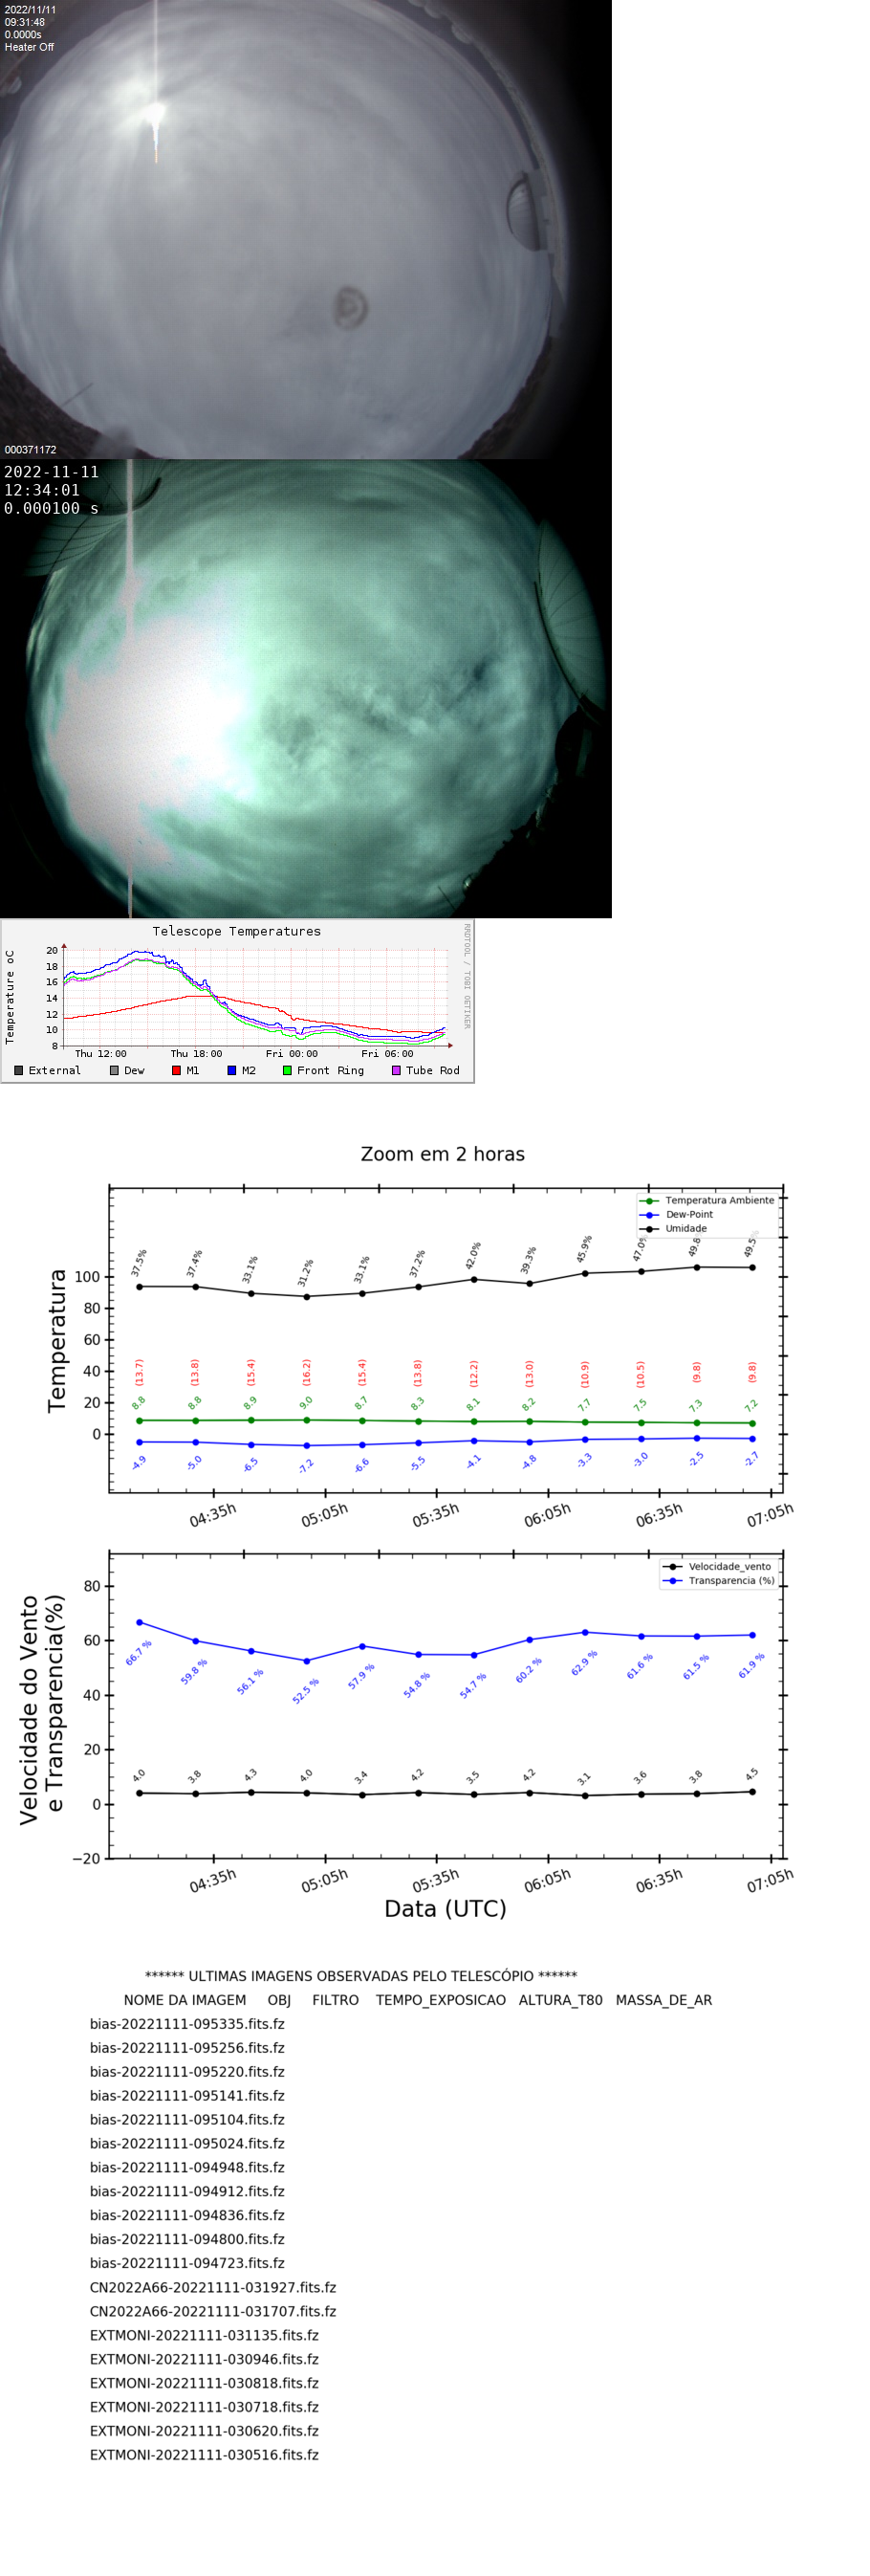 2022/11/11
09:31:48
0.0000s
Heater Off
000371172
2022-11-11
12:34:01
0.000100 s
Telescope Temperatures
RRDTOOL / TOBI OETIKER
Temperature oC
20
18
16
14
12
10
8
Thu 12:00 Thu 18:00 Fri 00:00 Fri 06:00
External Dew M1 M2 Front Ring Tube Rod
Zoom em 2 horas
Temperatura Ambiente
Dew-Point
Umidade
Temperatura
100
80
60
40
20
0
37.5% 37.4% 33.1% 31.2% 33.1% 37.2% 42.0% 39.3% 45.9% 47.0% 49.8% 49.5%
(13.7) (13.8) (15.4) (16.2) (15.4) (13.8) (12.2) (13.0) (10.9) (10.5) (9.8) (9.8)
8.8 8.8 8.9 9.0 8.7 8.3 8.1 8.2 7.7 7.5 7.3 7.2
-4.9 -5.0 -6.5 -7.2 -6.6 -5.5 -4.1 -4.8 -3.3 -3.0 -2.5 -2.7
04:35h 05:05h 05:35h 06:05h 06:35h 07:05h
Velocidade_vento
Transparencia (%)
Velocidade do Vento
e Transparencia(%)
80
60
40
20
0
−20
66.7 % 59.8 % 56.1 % 52.5 % 57.9 % 54.8 % 54.7 % 60.2 % 62.9 % 61.6 % 61.5 % 61.9 %
4.0 3.8 4.3 4.0 3.4 4.2 3.5 4.2 3.1 3.6 3.8 4.5
04:35h 05:05h 05:35h 06:05h 06:35h 07:05h
Data (UTC)
****** ULTIMAS IMAGENS OBSERVADAS PELO TELESCÓPIO ******
NOME DA IMAGEM OBJ FILTRO TEMPO_EXPOSICAO ALTURA_T80 MASSA_DE_AR
bias-20221111-095335.fits.fz
bias-20221111-095256.fits.fz
bias-20221111-095220.fits.fz
bias-20221111-095141.fits.fz
bias-20221111-095104.fits.fz
bias-20221111-095024.fits.fz
bias-20221111-094948.fits.fz
bias-20221111-094912.fits.fz
bias-20221111-094836.fits.fz
bias-20221111-094800.fits.fz
bias-20221111-094723.fits.fz
CN2022A66-20221111-031927.fits.fz
CN2022A66-20221111-031707.fits.fz
EXTMONI-20221111-031135.fits.fz
EXTMONI-20221111-030946.fits.fz
EXTMONI-20221111-030818.fits.fz
EXTMONI-20221111-030718.fits.fz
EXTMONI-20221111-030620.fits.fz
EXTMONI-20221111-030516.fits.fz